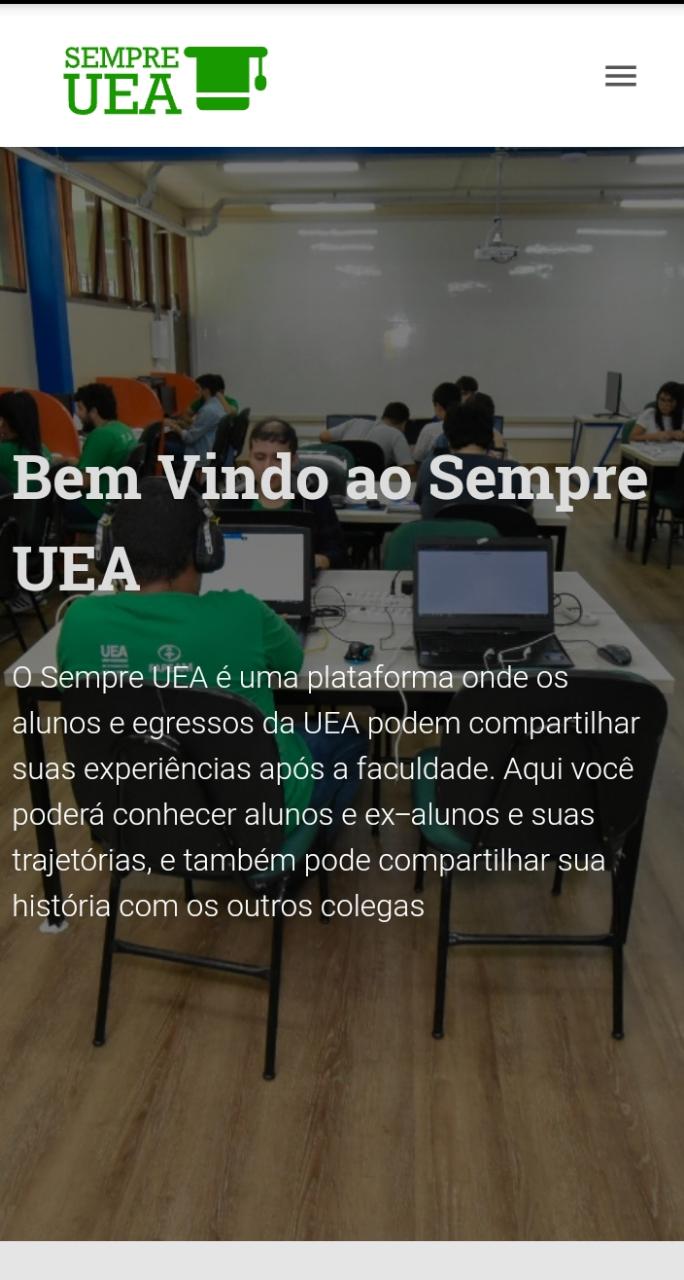 SEMPRE
UEA
Bem Vindo ao Sempre
UEA
O Sempre UEA é uma plataforma onde os
alunos e egressos da UEA podem compartilhar
suas experiências após a faculdade. Aqui você
poderá conhecer alunos e ex–alunos e suas
trajetórias, e também pode compartilhar sua
história com os outros colegas
UEA